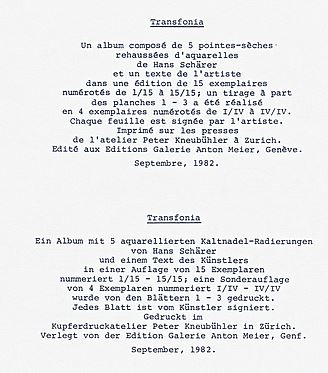 Transfonia
Un album composé de 5 pointes-sèches
rehaussées d'aquarelles
de Hans Schärer
et un texte de l'artiste
dans une édition de 15 exemplaires
numérotés de 1/15 à 15/15; un tirage à part
des planches 1 - 3 a été réalisé
en 4 exemplaires numérotés de I/IV à IV/IV.
Chaque feuille est signée par l'artiste.
Imprimé sur les presses
de l'atelier Peter Kneubühler à Zurich.
Edité aux Editions Galerie Anton Meier, Genève.
Septembre, 1982.
Transfonia
Ein Album mit 5 aquarellierten Kaltnadel-Radierungen
von Hans Schärer
und einem Text des Künstlers
in einer Auflage von 15 Exemplaren
nummeriert 1/15 - 15/15; eine Sonderauflage
von 4 Exemplaren nummeriert I/IV - IV/IV
wurde von den Blättern 1 - 3 gedruckt.
Jedes Blatt ist vom Künstler signiert.
Gedruckt im
Kupferdruckatelier Peter Kneubühler in Zürich.
Verlegt von der Edition Galerie Anton Meier, Genf.
September, 1982.